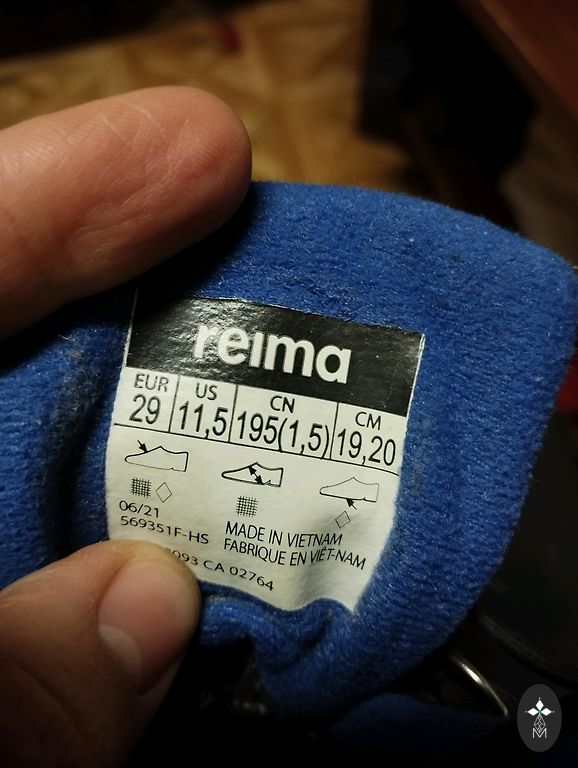 reima
EUR US CN CM
29 11,5 195(1,5) 19,20
06/21
569351F-HS
MADE IN VIETNAM
FABRIQUE EN VIÊT-NAM
CA 02764
M